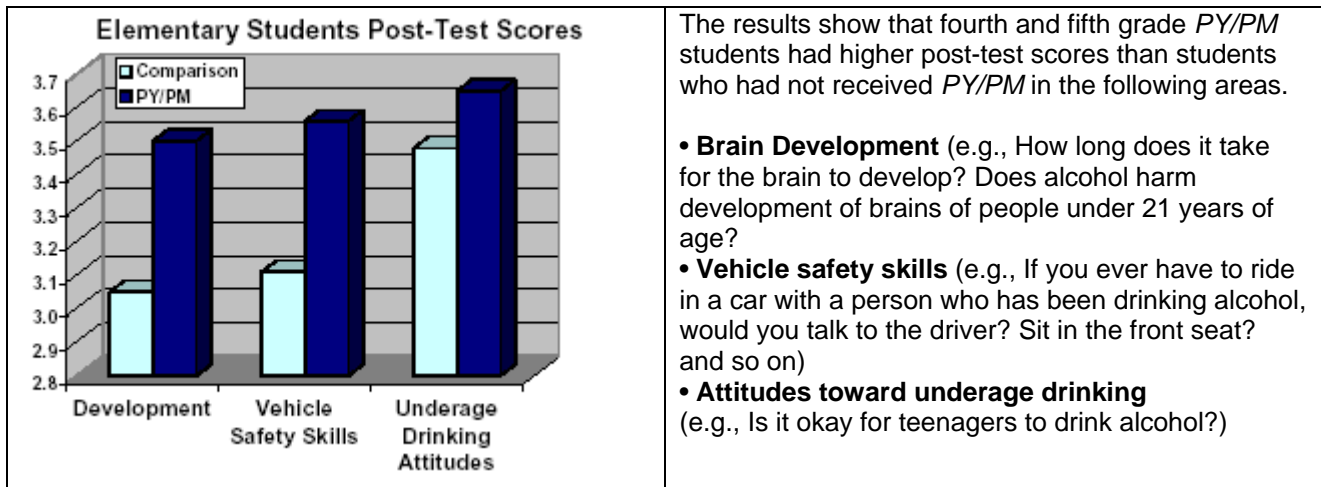 Elementary Students Post-Test Scores
Comparison
PY/PM
3.7
3.6
3.5
3.4
3.3
3.2
3.1
3.0
2.9
2.8
Development
Vehicle
Safety Skills
Underage
Drinking
Attitudes
The results show that fourth and fifth grade PY/PM
students had higher post-test scores than students
who had not received PY/PM in the following areas.
• Brain Development (e.g., How long does it take
for the brain to develop? Does alcohol harm
development of brains of people under 21 years of
age?
• Vehicle safety skills (e.g., If you ever have to ride
in a car with a person who has been drinking alcohol,
would you talk to the driver? Sit in the front seat?
and so on)
• Attitudes toward underage drinking
(e.g., Is it okay for teenagers to drink alcohol?)